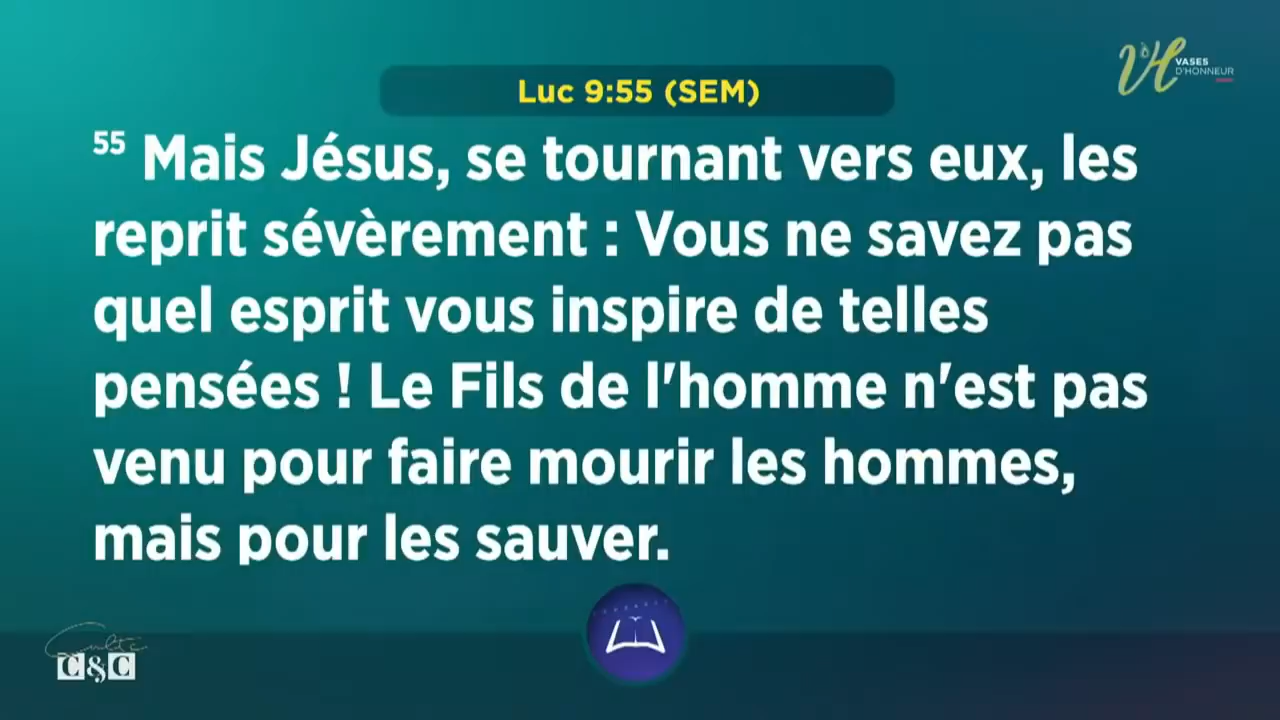 VASES
D'HONNEUR
Luc 9:55 (SEM)
55 Mais Jésus, se tournant vers eux, les
reprit sévèrement : Vous ne savez pas
quel esprit vous inspire de telles
pensées ! Le Fils de l'homme n'est pas
venu pour faire mourir les hommes,
mais pour les sauver.
Culte
C&C